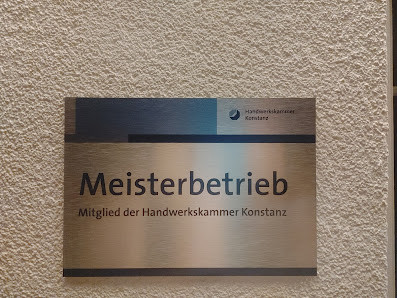 Handwerkskammer
Konstanz
Meisterbetrieb
Mitglied der Handwerkskammer Konstanz